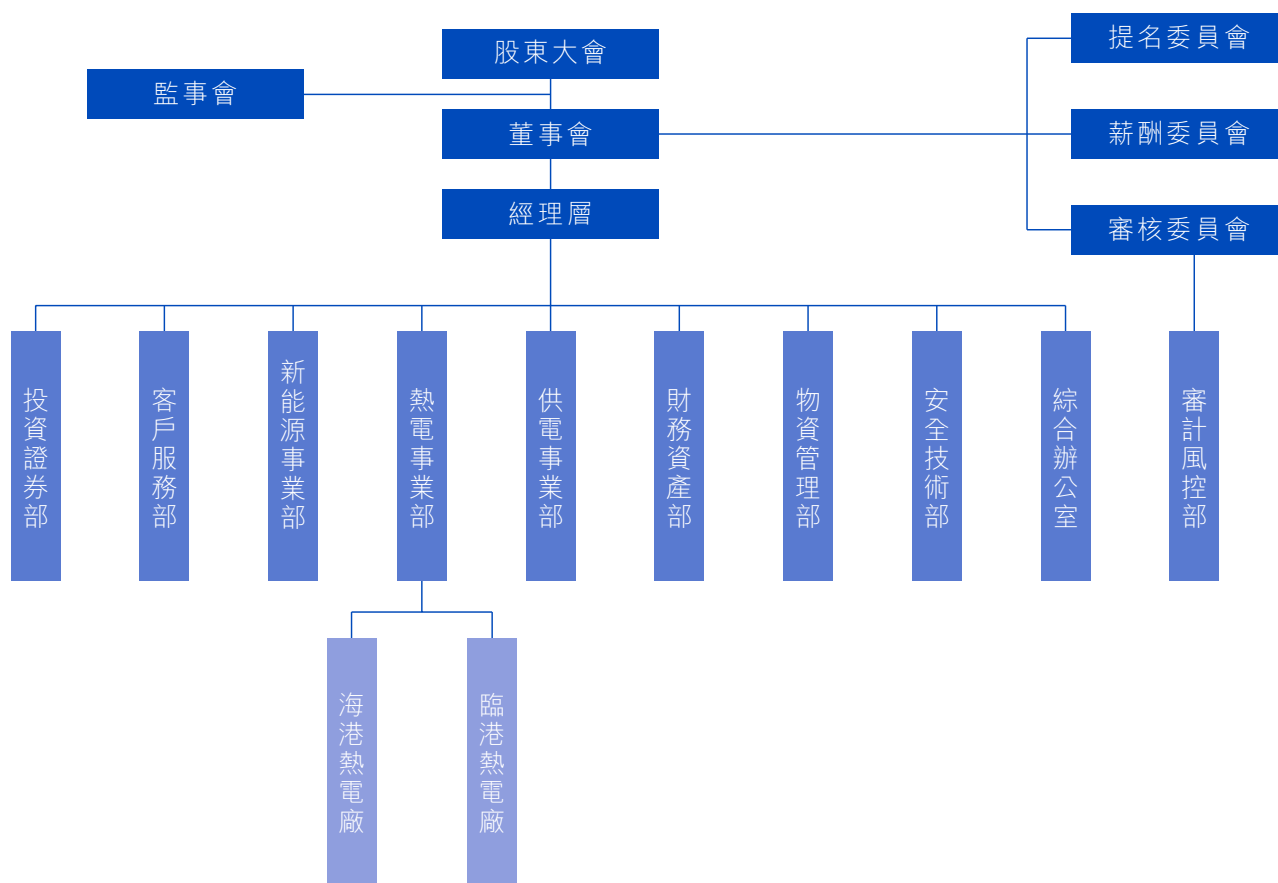 股東大會
提名委員會
監事會
董事會
薪酬委員會
經理層
審核委員會
投資證券部
客戶服務部
新能源事業部
熱電事業部
供電事業部
財務資產部
物資管理部
安全技術部
綜合辦公室
審計風控部
海港熱電廠
臨港熱電廠